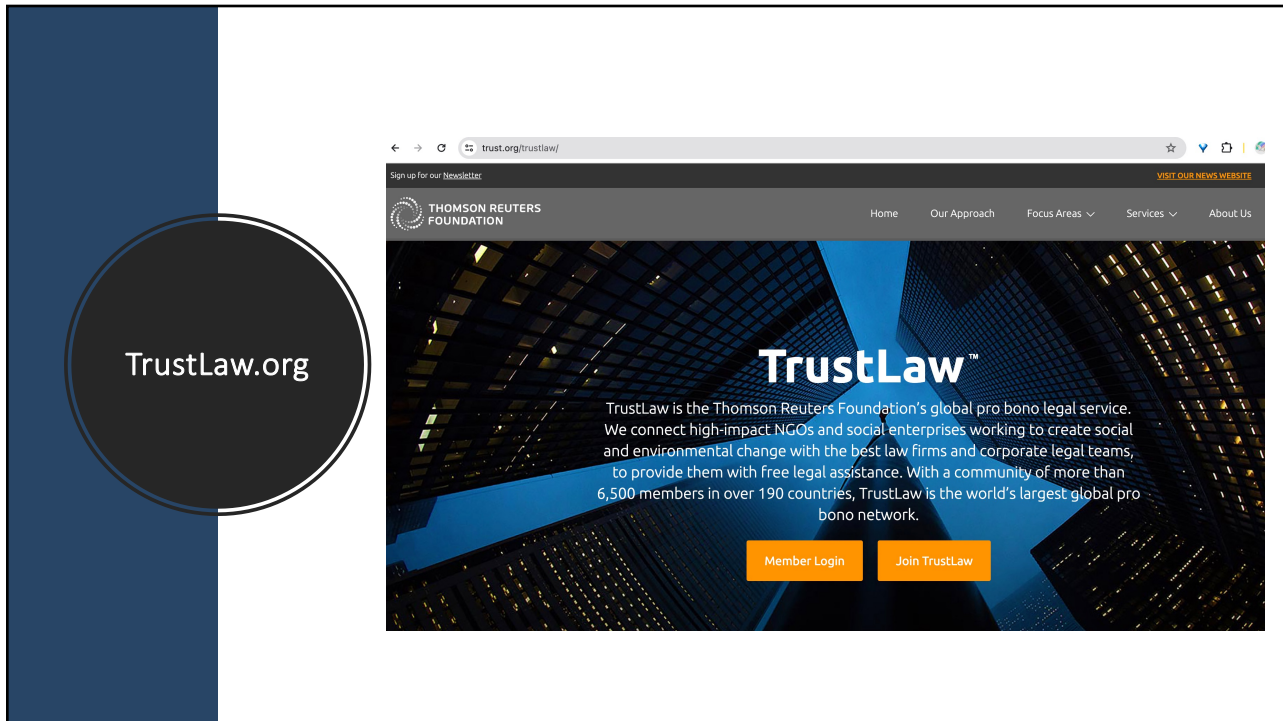 TrustLaw.org
trust.org/trustlaw/
Sign up for our Newsletter
VISIT OUR NEWS WEBSITE
THOMSON REUTERS
FOUNDATION
Home
Our Approach
Focus Areas
Services
About Us
TrustLaw™
TrustLaw is the Thomson Reuters Foundation's global pro bono legal service.
We connect high-impact NGOs and social enterprises working to create social
and environmental change with the best law firms and corporate legal teams,
to provide them with free legal assistance. With a community of more than
6,500 members in over 190 countries, TrustLaw is the world's largest global pro
bono network.
Member Login
Join TrustLaw